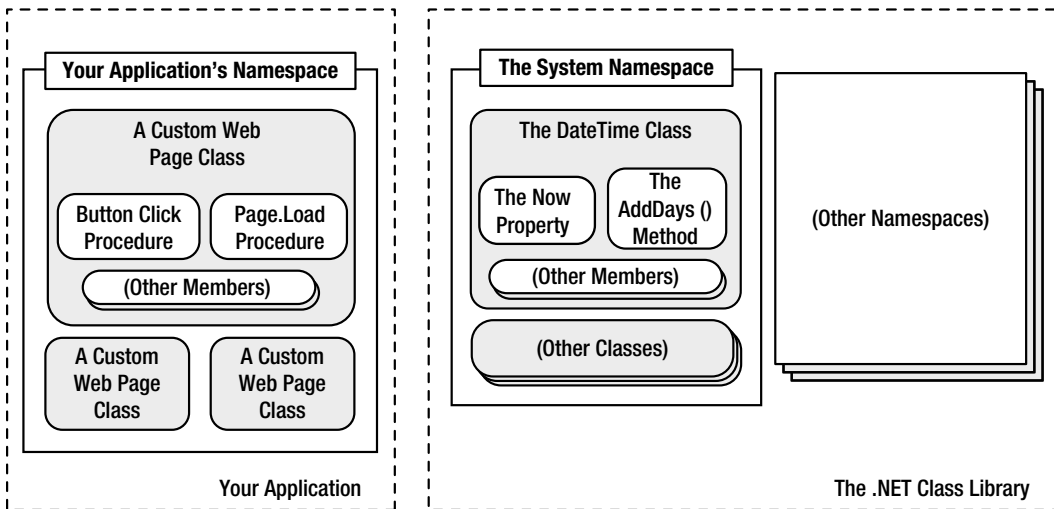 Your Application's Namespace
A Custom Web
Page Class
Button Click
Procedure
Page.Load
Procedure
(Other Members)
A Custom
Web Page
Class
A Custom
Web Page
Class
Your Application
The System Namespace
The DateTime Class
The Now
Property
The
AddDays ()
Method
(Other Members)
(Other Classes)
(Other Namespaces)
The .NET Class Library